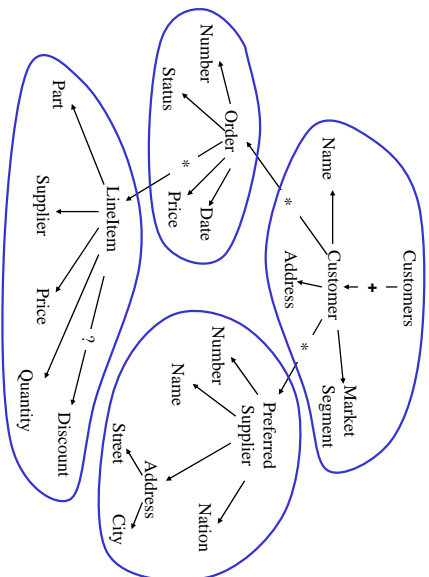 Customers
+
Customer
Name
Address
Market
Segment
*
*
Order
Number
Status
Price
Date
*
Preferred
Supplier
Number
Name
Address
Street
City
Nation
LineItem
Part
Supplier
Price
Quantity
?
Discount